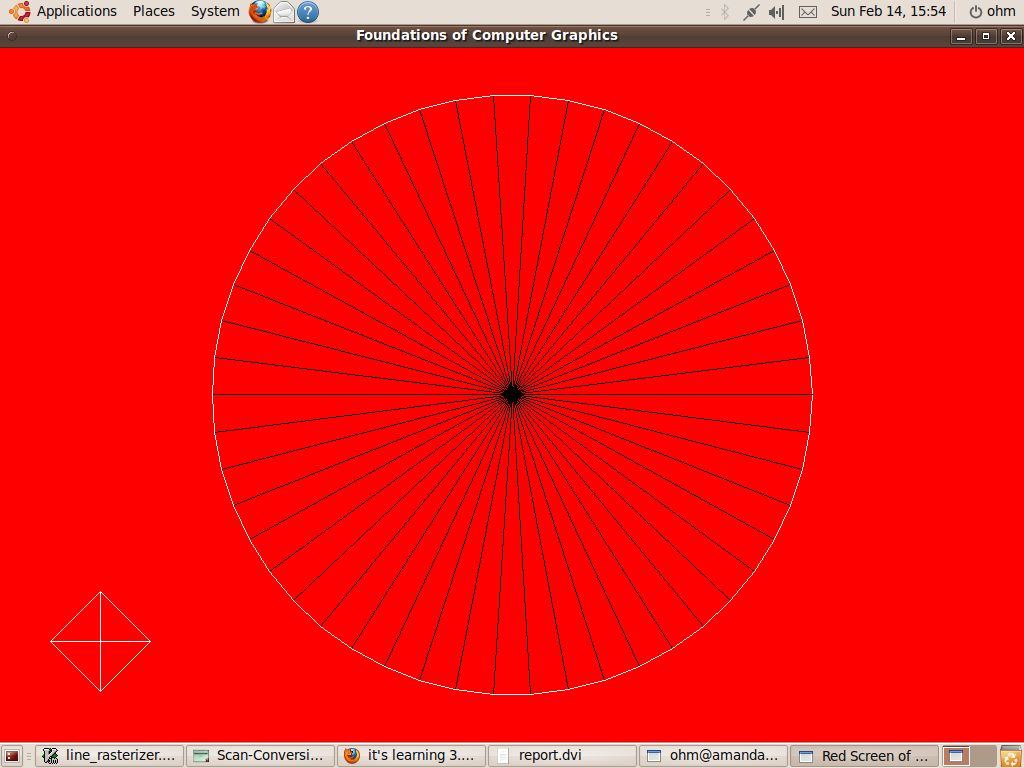 Applications Places System ? Sun Feb 14, 15:54 ohm
Foundations of Computer Graphics
line_rasterizer.... Scan-Conversi... it's learning 3.... report.dvi ohm@amanda... Red Screen of ...